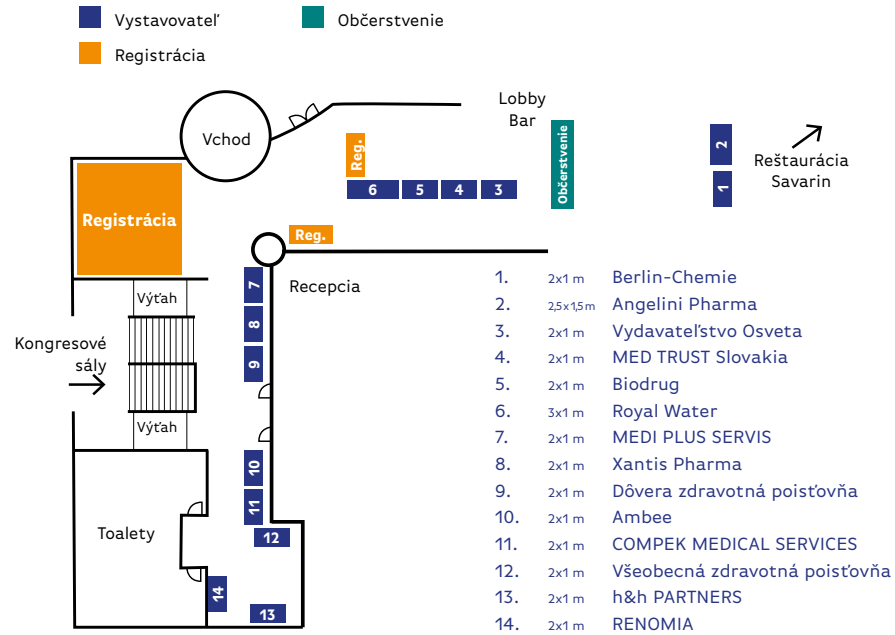 Vystavovateľ
Občerstvenie
Registrácia
Lobby
Bar
Vchod
Reg.
Občerstvenie
2
1
Reštaurácia
Savarin
6
5
4
3
Registrácia
Reg.
Recepcia
7
8
9
Výťah
Kongresové
sály
Výťah
10
11
12
Toalety
14
13
1. 2x1 m Berlin-Chemie
2. 2,5x1,5m Angelini Pharma
3. 2x1 m Vydavateľstvo Osveta
4. 2x1 m MED TRUST Slovakia
5. 2x1 m Biodrug
6. 3x1 m Royal Water
7. 2x1 m MEDI PLUS SERVIS
8. 2x1 m Xantis Pharma
9. 2x1 m Dôvera zdravotná poisťovňa
10. 2x1 m Ambee
11. 2x1 m COMPEK MEDICAL SERVICES
12. 2x1 m Všeobecná zdravotná poisťovňa
13. 2x1 m h&h PARTNERS
14. 2x1 m RENOMIA